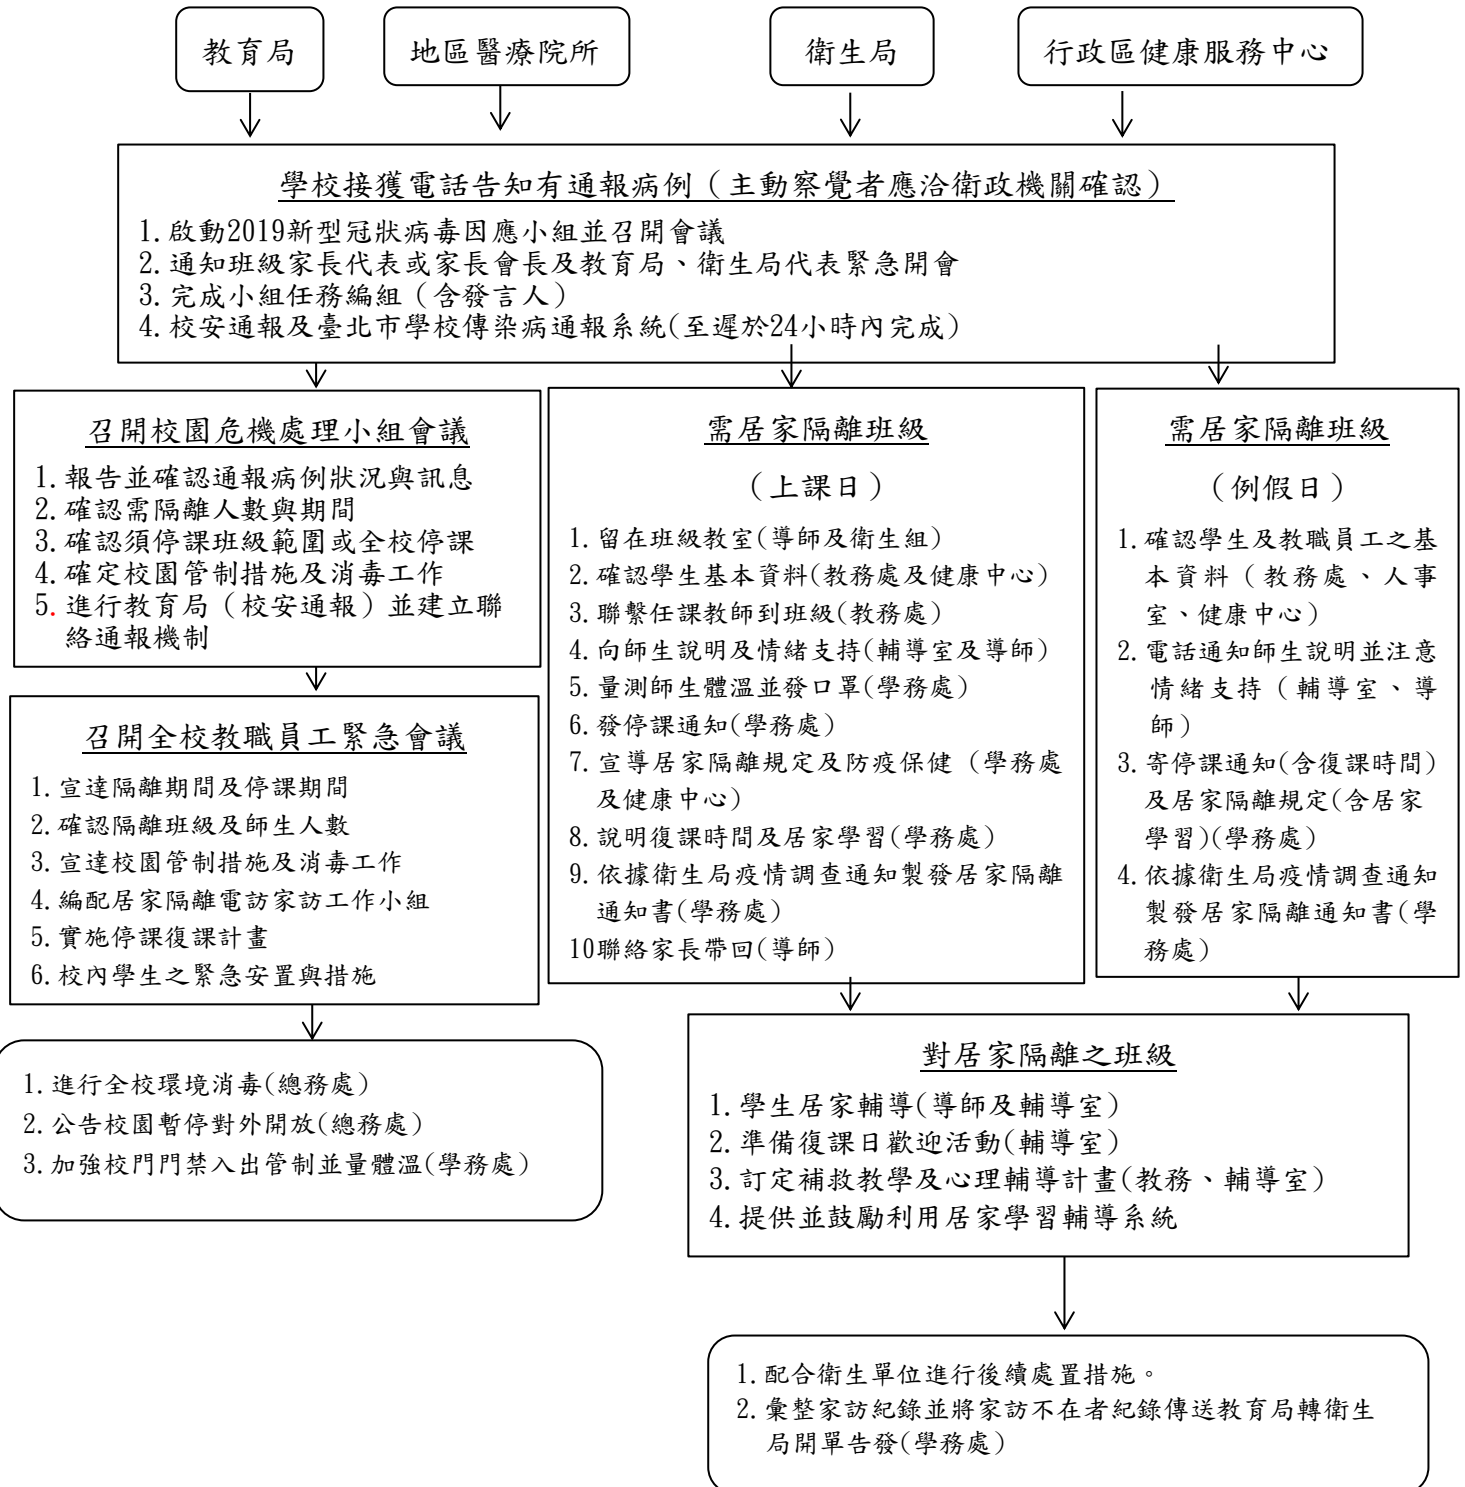 教育局
地區醫療院所
衛生局
行政區健康服務中心
學校接獲電話告知有通報病例（主動察覺者應洽衛政機關確認）
1.啟動2019新型冠狀病毒因應小組並召開會議
2.通知班級家長代表或家長會長及教育局、衛生局代表緊急開會
3.完成小組任務編組（含發言人）
4.校安通報及臺北市學校傳染病通報系統(至遲於24小時內完成)
召開校園危機處理小組會議
1.報告並確認通報病例狀況與訊息
2.確認需隔離人數與期間
3.確認須停課班級範圍或全校停課
4.確定校園管制措施及消毒工作
5.進行教育局（校安通報）並建立聯
絡通報機制
召開全校教職員工緊急會議
1.宣達隔離期間及停課期間
2.確認隔離班級及師生人數
3.宣達校園管制措施及消毒工作
4.編配居家隔離電訪家訪工作小組
5.實施停課復課計畫
6.校內學生之緊急安置與措施
1.進行全校環境消毒(總務處)
2.公告校園暫停對外開放(總務處)
3.加強校門門禁入出管制並量體溫(學務處)
需居家隔離班級
（上課日）
1.留在班級教室(導師及衛生組)
2.確認學生基本資料(教務處及健康中心)
3.聯繫任課教師到班級(教務處)
4.向師生說明及情緒支持(輔導室及導師)
5.量測師生體溫並發口罩(學務處)
6.發停課通知(學務處)
7.宣導居家隔離規定及防疫保健（學務處
及健康中心）
8.說明復課時間及居家學習(學務處)
9.依據衛生局疫情調查通知製發居家隔離
通知書(學務處)
10聯絡家長帶回(導師)
需居家隔離班級
（例假日）
1.確認學生及教職員工之基
本資料（教務處、人事
室、健康中心）
2.電話通知師生說明並注意
情緒支持（輔導室、導
師）
3.寄停課通知(含復課時間)
及居家隔離規定(含居家
學習)(學務處)
4.依據衛生局疫情調查通知
製發居家隔離通知書(學
務處)
對居家隔離之班級
1.學生居家輔導(導師及輔導室)
2.準備復課日歡迎活動(輔導室)
3.訂定補救教學及心理輔導計畫(教務、輔導室)
4.提供並鼓勵利用居家學習輔導系統
1.配合衛生單位進行後續處置措施。
2.彙整家訪紀錄並將家訪不在者紀錄傳送教育局轉衛生
局開單告發(學務處)